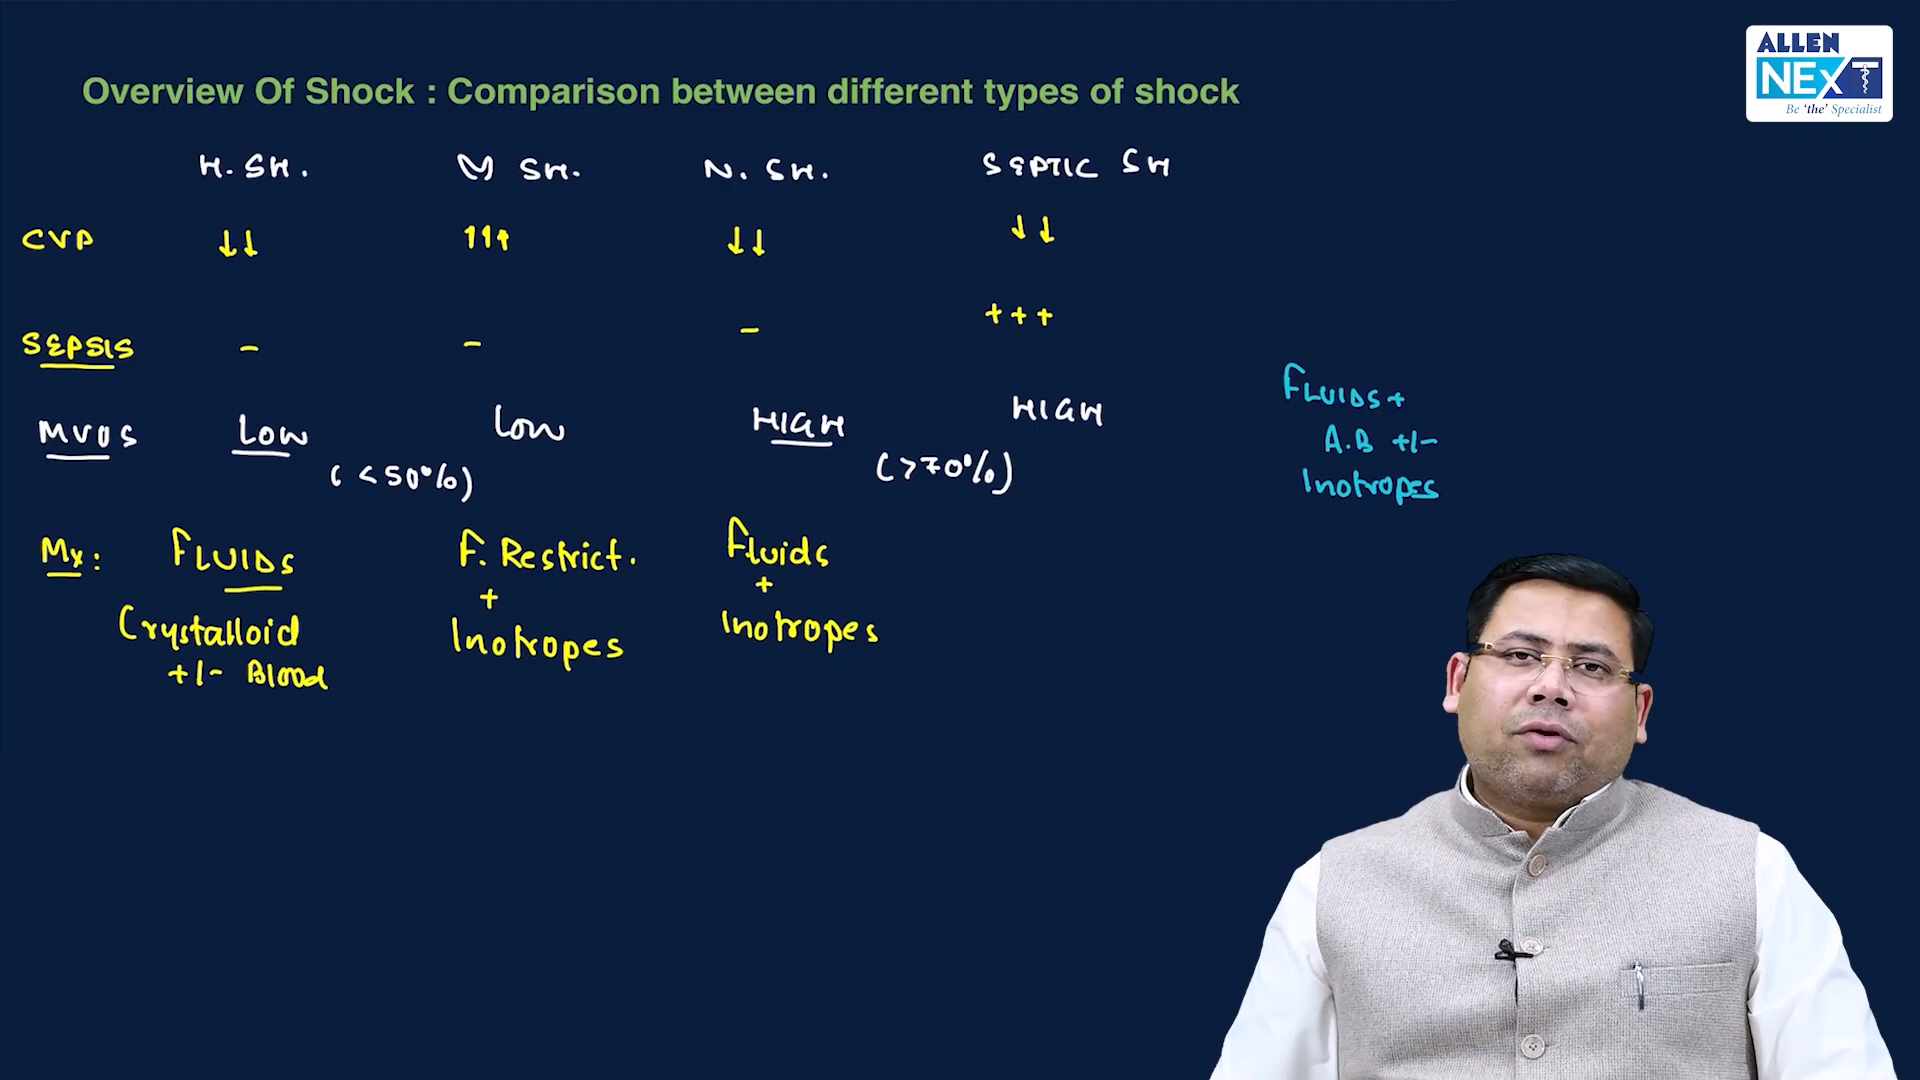 Overview Of Shock : Comparison between different types of shock
ALLEN
NEXT
Be 'the' Specialist
H. SH. SH. N. SH. SEPTIC SH
CVP ↓↓ ↑↑↑ ↓↓ ↓↓
SEPSIS - - - +++
MVOS LOW LOW HIGH HIGH
(<50%) (>70%)
FLUIDS+
A.B +/-
Inotropes
Mx: FLUIDS F. Restrict. Fluids
+ +
Crystalloid Inotropes Inotropes
+/- Blood